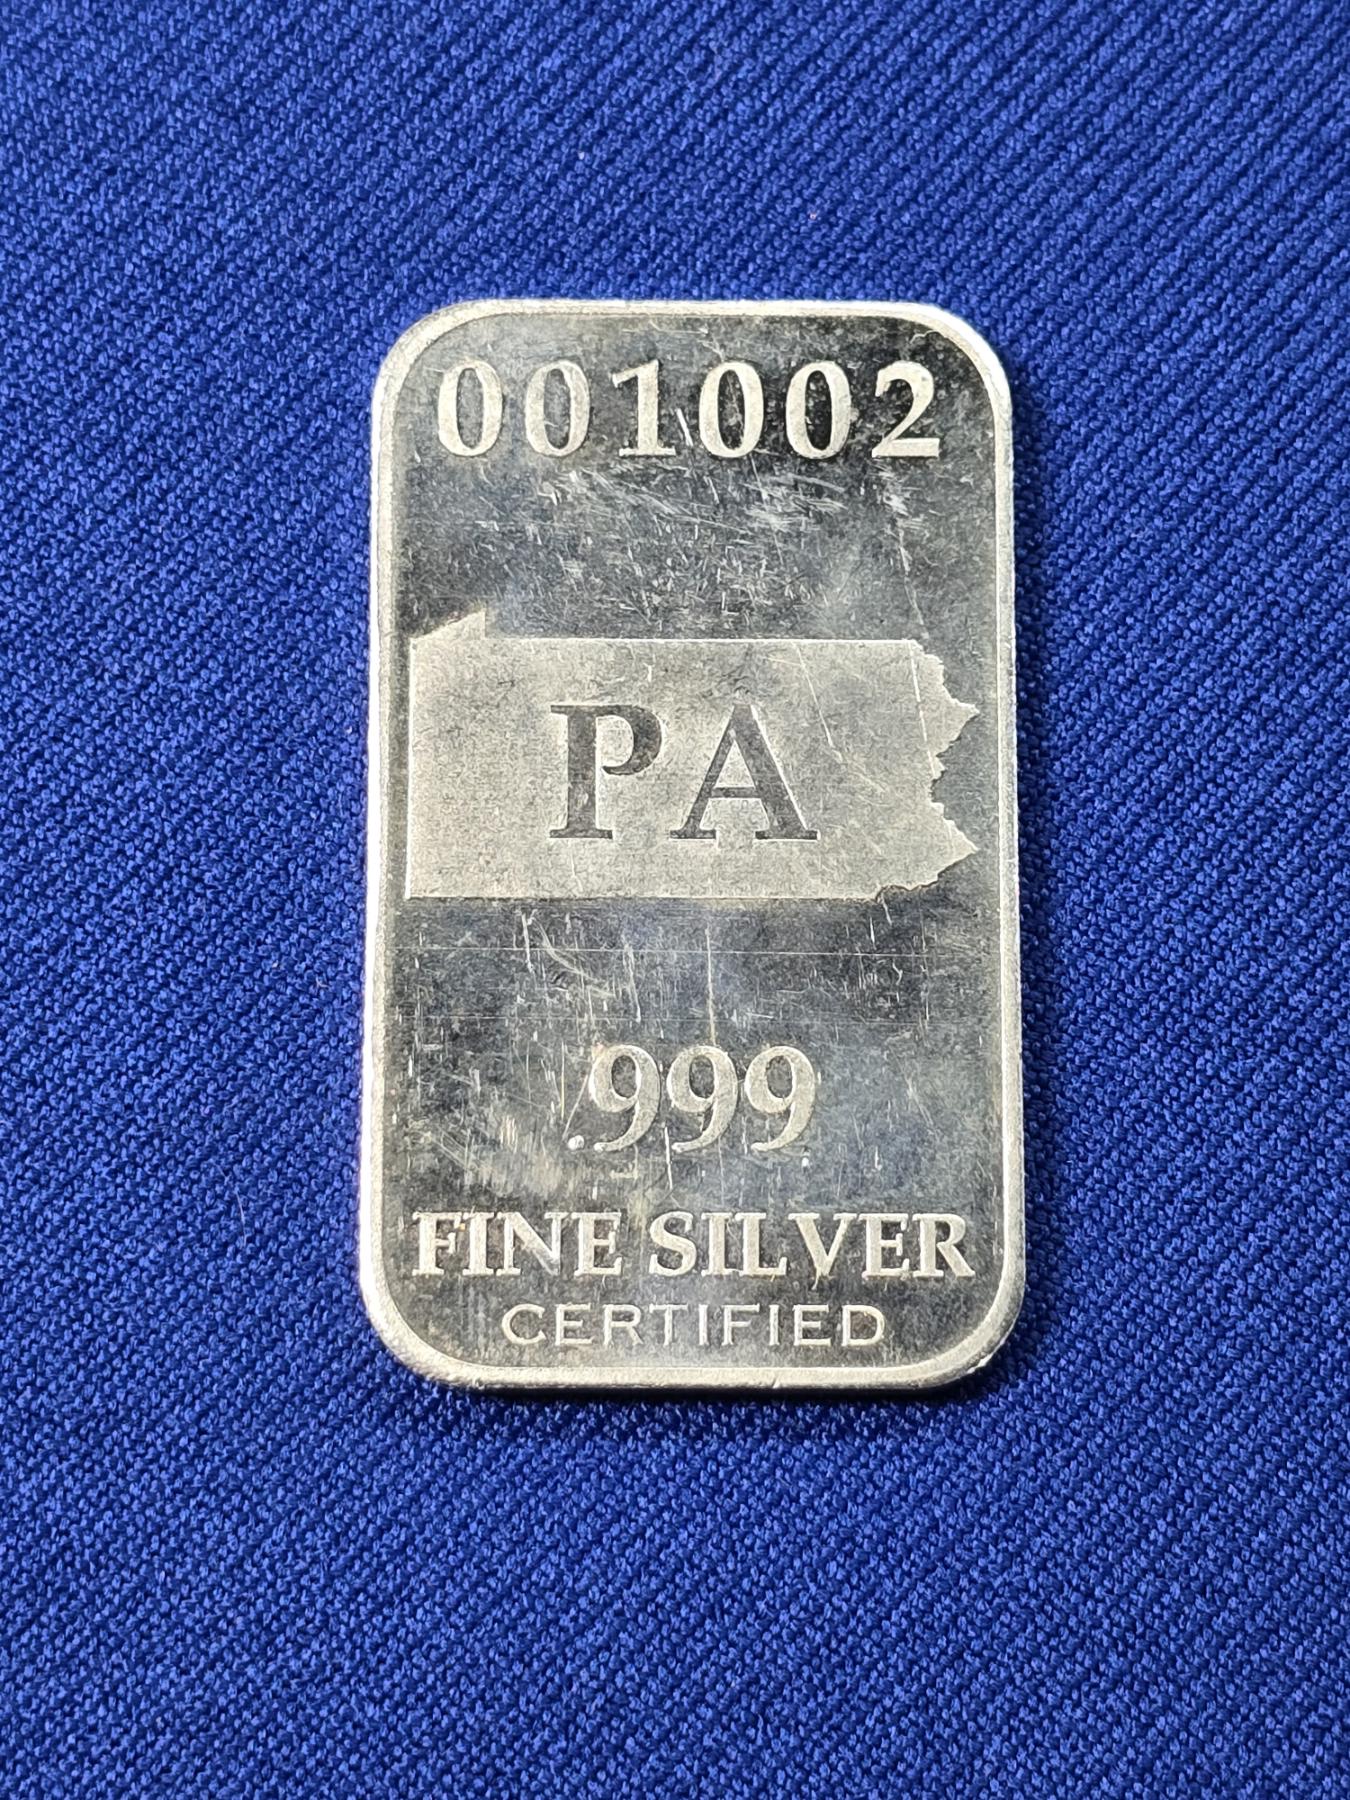 001002
PA
.999
FINE SILVER
CERTIFIED